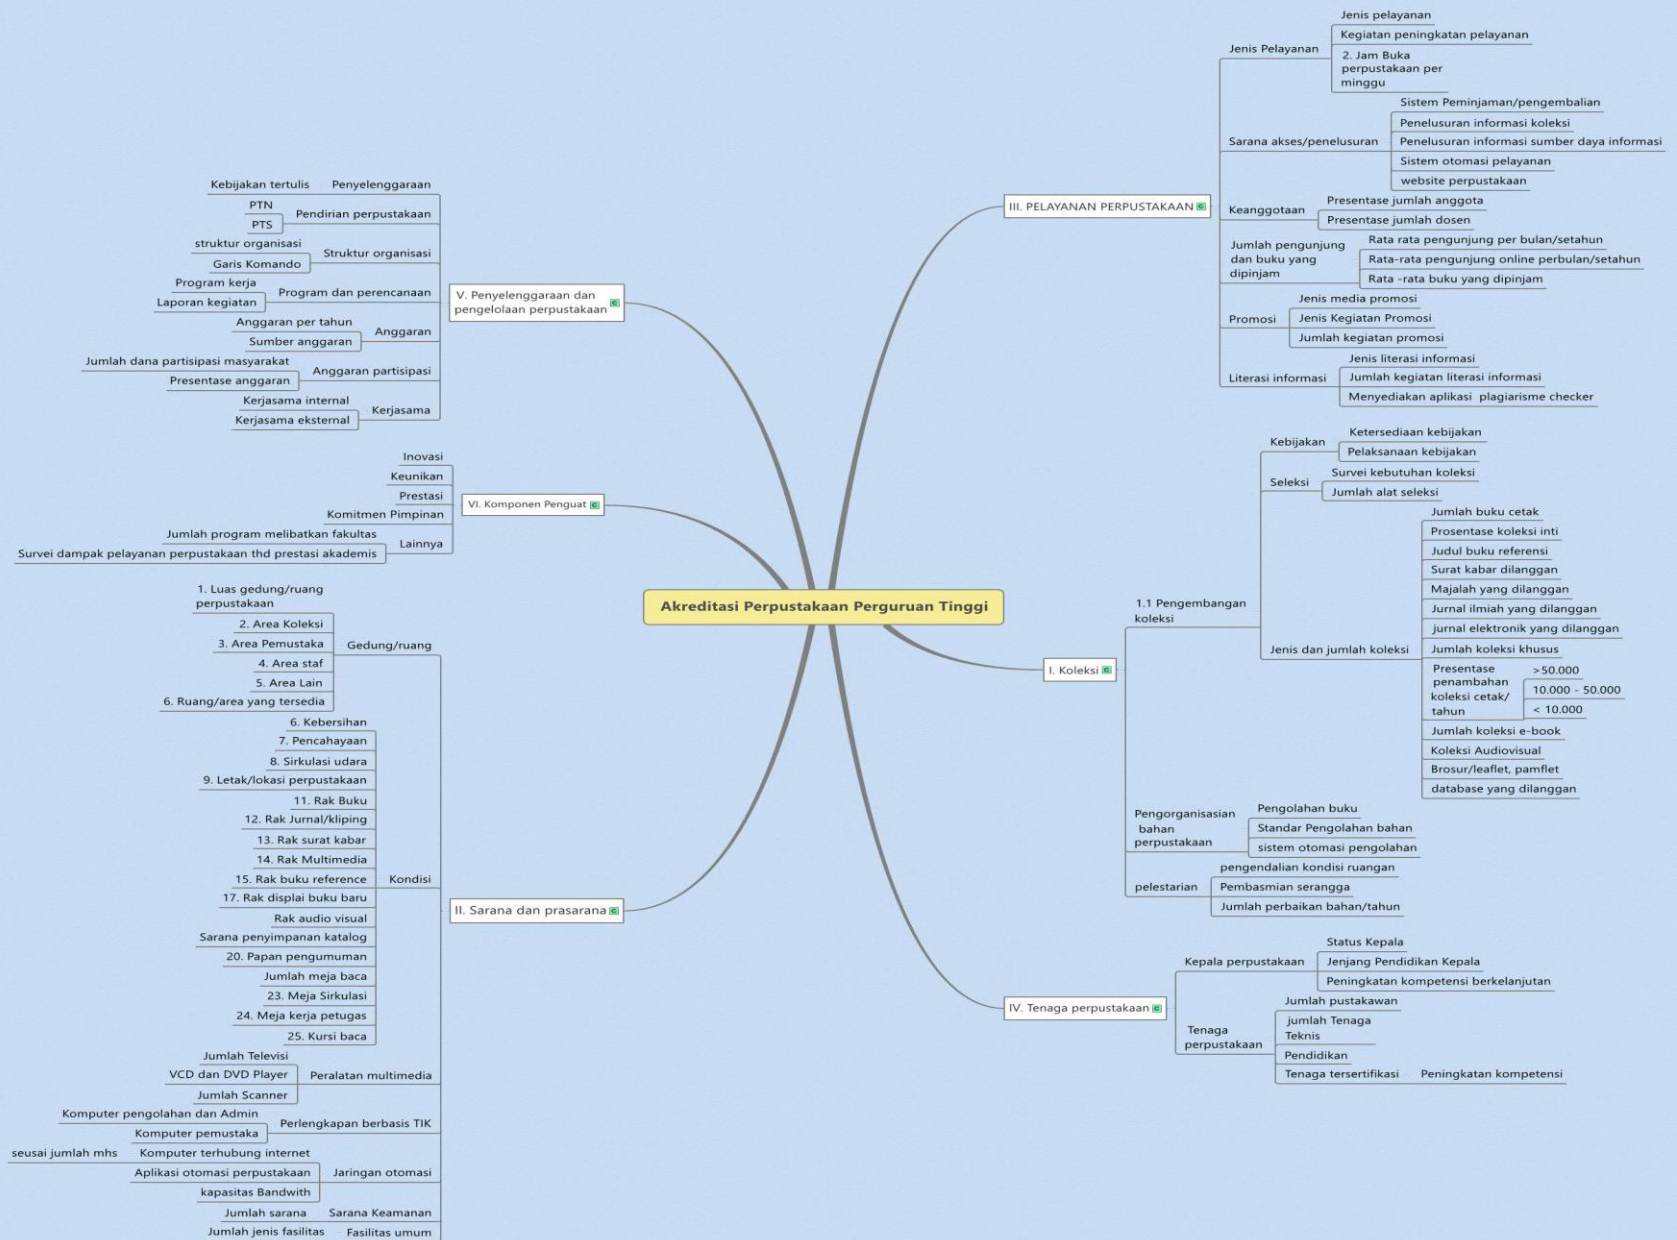 Akreditasi Perpustakaan Perguruan Tinggi
I. Koleksi
1.1 Pengembangan
koleksi
Kebijakan
Ketersediaan kebijakan
Pelaksanaan kebijakan
Seleksi
Survei kebutuhan koleksi
Jumlah alat seleksi
Jenis dan jumlah koleksi
Jumlah buku cetak
Prosentase koleksi inti
Judul buku referensi
Surat kabar dilanggan
Majalah yang dilanggan
Jurnal ilmiah yang dilanggan
jurnal elektronik yang dilanggan
Jumlah koleksi khusus
Presentase
penambahan
koleksi cetak/
tahun
>50.000
10.000 - 50.000
< 10.000
Jumlah koleksi e-book
Koleksi Audiovisual
Brosur/leaflet, pamflet
database yang dilanggan
Pengorganisasian
bahan
perpustakaan
Pengolahan buku
Standar Pengolahan bahan
sistem otomasi pengolahan
pelestarian
pengendalian kondisi ruangan
Pembasmian serangga
Jumlah perbaikan bahan/tahun
II. Sarana dan prasarana
Gedung/ruang
1. Luas gedung/ruang
perpustakaan
2. Area Koleksi
3. Area Pemustaka
4. Area staf
5. Area Lain
6. Ruang/area yang tersedia
Kondisi
6. Kebersihan
7. Pencahayaan
8. Sirkulasi udara
9. Letak/lokasi perpustakaan
11. Rak Buku
12. Rak Jurnal/kliping
13. Rak surat kabar
14. Rak Multimedia
15. Rak buku reference
17. Rak displai buku baru
Rak audio visual
Sarana penyimpanan katalog
20. Papan pengumuman
Jumlah meja baca
23. Meja Sirkulasi
24. Meja kerja petugas
25. Kursi baca
Peralatan multimedia
Jumlah Televisi
VCD dan DVD Player
Jumlah Scanner
Perlengkapan berbasis TIK
Komputer pengolahan dan Admin
Komputer pemustaka
Jaringan otomasi
Komputer terhubung internet
seusai jumlah mhs
Aplikasi otomasi perpustakaan
kapasitas Bandwith
Sarana Keamanan
Jumlah sarana
Fasilitas umum
Jumlah jenis fasilitas
III. PELAYANAN PERPUSTAKAAN
Jenis Pelayanan
Jenis pelayanan
Kegiatan peningkatan pelayanan
2. Jam Buka
perpustakaan per
minggu
Sarana akses/penelusuran
Sistem Peminjaman/pengembalian
Penelusuran informasi koleksi
Penelusuran informasi sumber daya informasi
Sistem otomasi pelayanan
website perpustakaan
Keanggotaan
Presentase jumlah anggota
Presentase jumlah dosen
Jumlah pengunjung
dan buku yang
dipinjam
Rata rata pengunjung per bulan/setahun
Rata-rata pengunjung online perbulan/setahun
Rata -rata buku yang dipinjam
Promosi
Jenis media promosi
Jenis Kegiatan Promosi
Jumlah kegiatan promosi
Literasi informasi
Jenis literasi informasi
Jumlah kegiatan literasi informasi
Menyediakan aplikasi plagiarisme checker
IV. Tenaga perpustakaan
Kepala perpustakaan
Status Kepala
Jenjang Pendidikan Kepala
Peningkatan kompetensi berkelanjutan
Tenaga
perpustakaan
Jumlah pustakawan
jumlah Tenaga
Teknis
Pendidikan
Tenaga tersertifikasi
Peningkatan kompetensi
V. Penyelenggaraan dan
pengelolaan perpustakaan
Penyelenggaraan
Kebijakan tertulis
Pendirian perpustakaan
PTN
PTS
Struktur organisasi
struktur organisasi
Garis Komando
Program dan perencanaan
Program kerja
Laporan kegiatan
Anggaran
Anggaran per tahun
Sumber anggaran
Anggaran partisipasi
Jumlah dana partisipasi masyarakat
Presentase anggaran
Kerjasama
Kerjasama internal
Kerjasama eksternal
VI. Komponen Penguat
Inovasi
Keunikan
Prestasi
Komitmen Pimpinan
Lainnya
Jumlah program melibatkan fakultas
Survei dampak pelayanan perpustakaan thd prestasi akademis